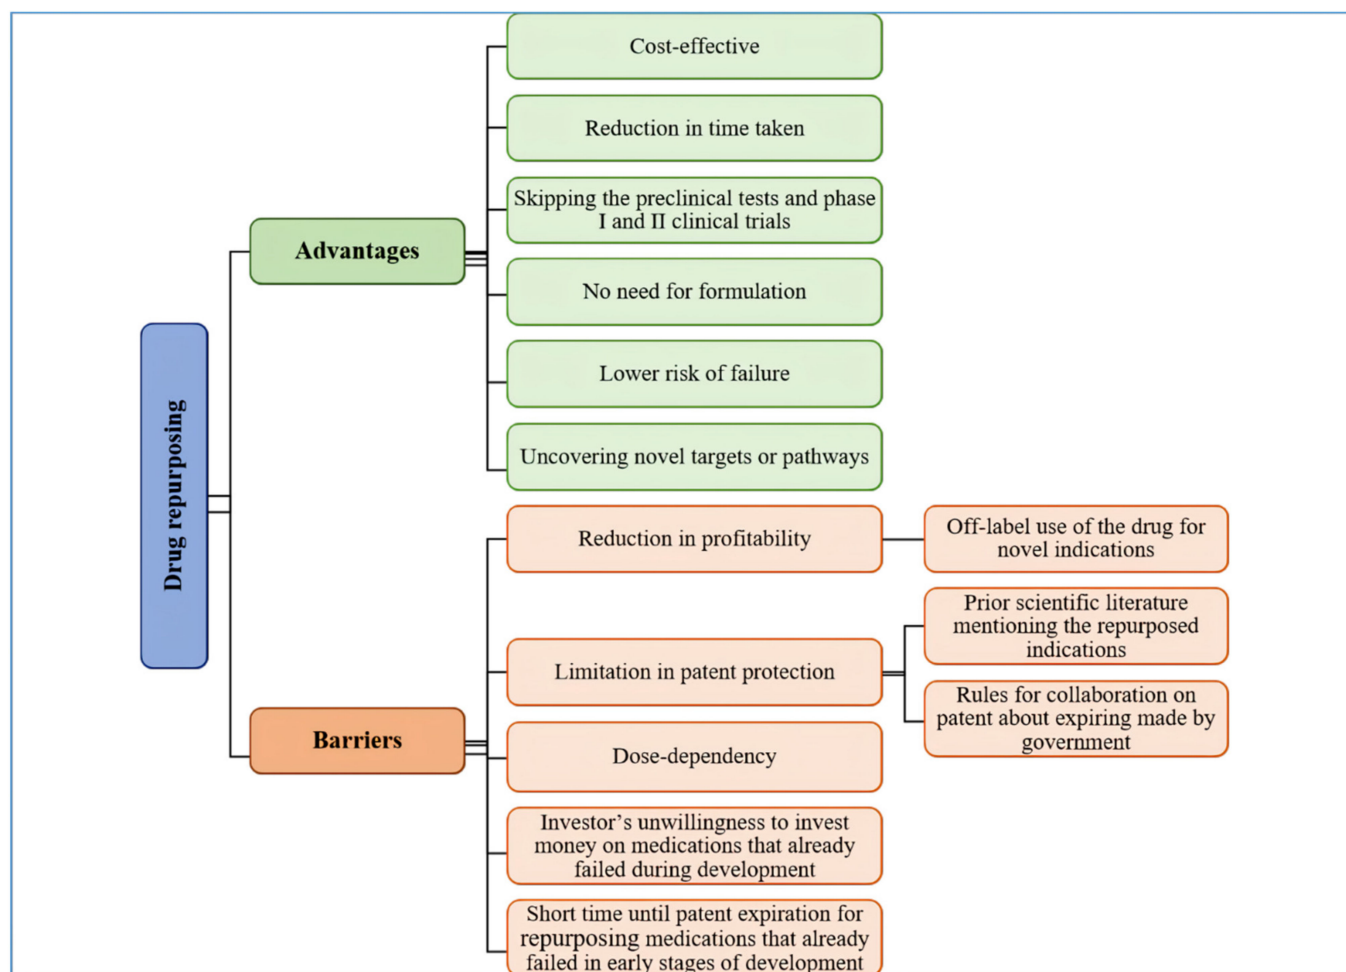 Drug repurposing
Advantages
Cost-effective
Reduction in time taken
Skipping the preclinical tests and phase
I and II clinical trials
No need for formulation
Lower risk of failure
Uncovering novel targets or pathways
Barriers
Reduction in profitability
Off-label use of the drug for
novel indications
Limitation in patent protection
Prior scientific literature
mentioning the repurposed
indications
Rules for collaboration on
patent about expiring made by
government
Dose-dependency
Investor’s unwillingness to invest
money on medications that already
failed during development
Short time until patent expiration for
repurposing medications that already
failed in early stages of development